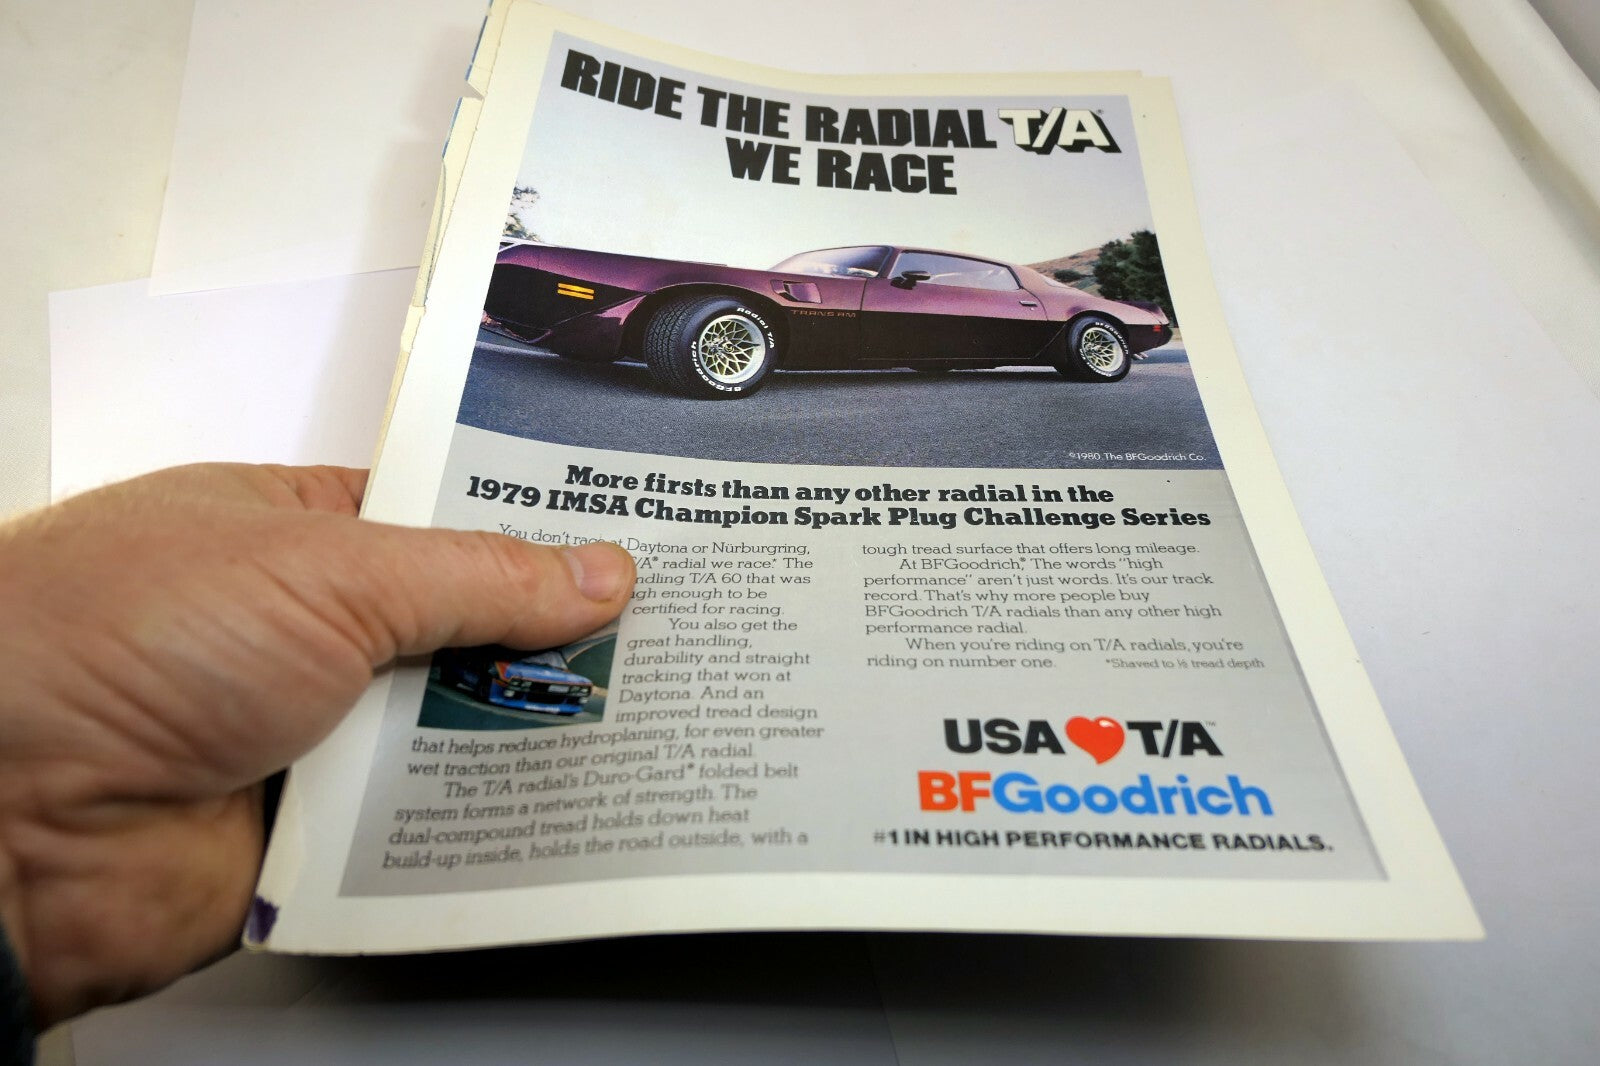 RIDE THE RADIAL T/A®
WE RACE
TRANS AM
Radial T/A
BFGoodrich
BFGoodrich
©1980 The BFGoodrich Co.
More firsts than any other radial in the
1979 IMSA Champion Spark Plug Challenge Series
You don't race at Daytona or Nürburgring,
T/A® radial we race.* The
T/A 60 that was
enough to be
certified for racing.
You also get the
great handling,
durability and straight
tracking that won at
Daytona. And an
improved tread design
that helps reduce hydroplaning, for even greater
wet traction than our original T/A radial.
The T/A radial's Duro-Gard® folded belt
system forms a network of strength. The
dual-compound tread holds down heat
build-up inside, holds the road outside, with a
tough tread surface that offers long mileage.
At BFGoodrich,® The words "high
performance" aren't just words. It's our track
record. That's why more people buy
BFGoodrich T/A radials than any other high
performance radial.
When you're riding on T/A radials, you're
riding on number one. *Shaved to ½ tread depth
USA ❤ T/A™
BFGoodrich
#1 IN HIGH PERFORMANCE RADIALS.